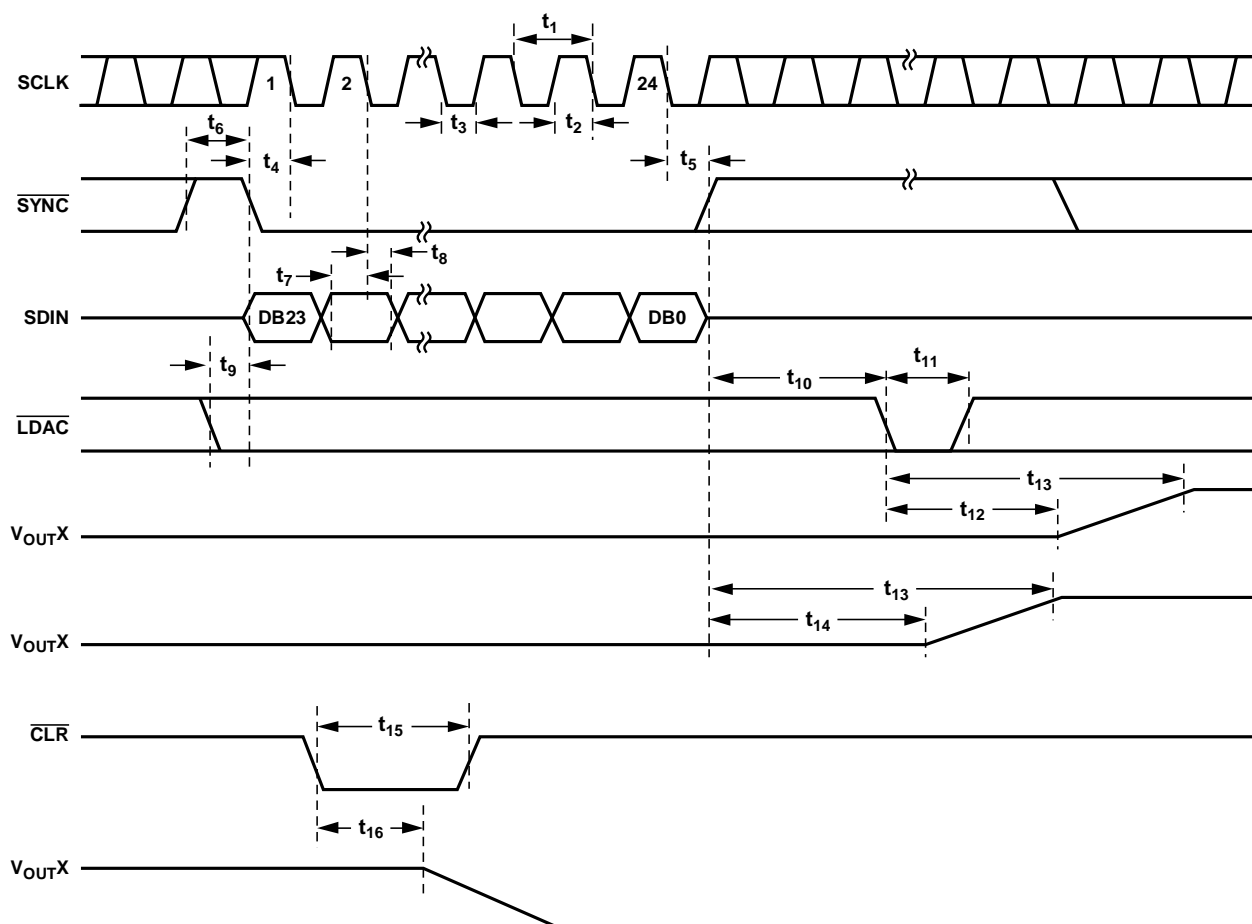 t1
SCLK
1
2
24
t3
t2
t6
t4
t5
SYNC
t8
t7
SDIN
DB23
DB0
t9
t10
t11
LDAC
t13
t12
VOUTX
t13
t14
VOUTX
CLR
t15
t16
VOUTX